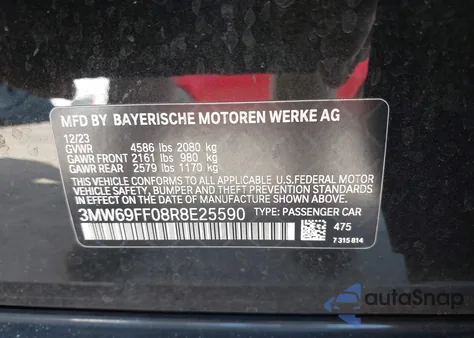 MFD BY BAYERISCHE MOTOREN WERKE AG
12/23
GVWR 4586 lbs 2080 kg
GAWR FRONT 2161 lbs 980 kg
GAWR REAR 2579 lbs 1170 kg
THIS VEHICLE CONFORMS TO ALL APPLICABLE U.S. FEDERAL MOTOR
VEHICLE SAFETY, BUMPER AND THEFT PREVENTION STANDARDS
IN EFFECT ON THE DATE OF MANUFACTURE SHOWN ABOVE.
3MW69FF08R8E25590 TYPE: PASSENGER CAR
475
7 315 814
autoSnap